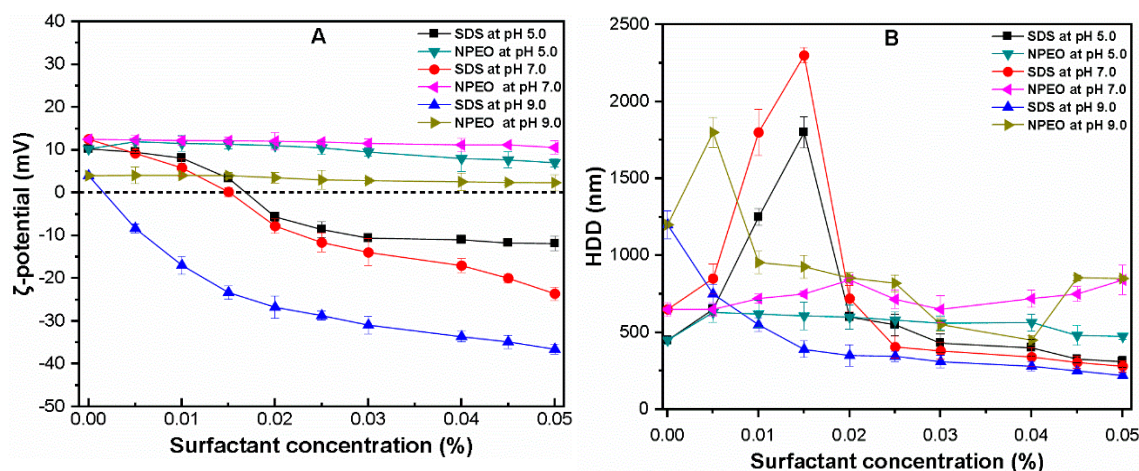 A
SDS at pH 5.0
NPEO at pH 5.0
SDS at pH 7.0
NPEO at pH 7.0
SDS at pH 9.0
NPEO at pH 9.0
40
30
20
10
0
-10
-20
-30
-40
-50
ζ-potential (mV)
0.00
0.01
0.02
0.03
0.04
0.05
Surfactant concentration (%)
B
SDS at pH 5.0
NPEO at pH 5.0
SDS at pH 7.0
NPEO at pH 7.0
SDS at pH 9.0
NPEO at pH 9.0
2500
2250
2000
1750
1500
1250
1000
750
500
250
0
HDD (nm)
0.00
0.01
0.02
0.03
0.04
0.05
Surfactant concentration (%)